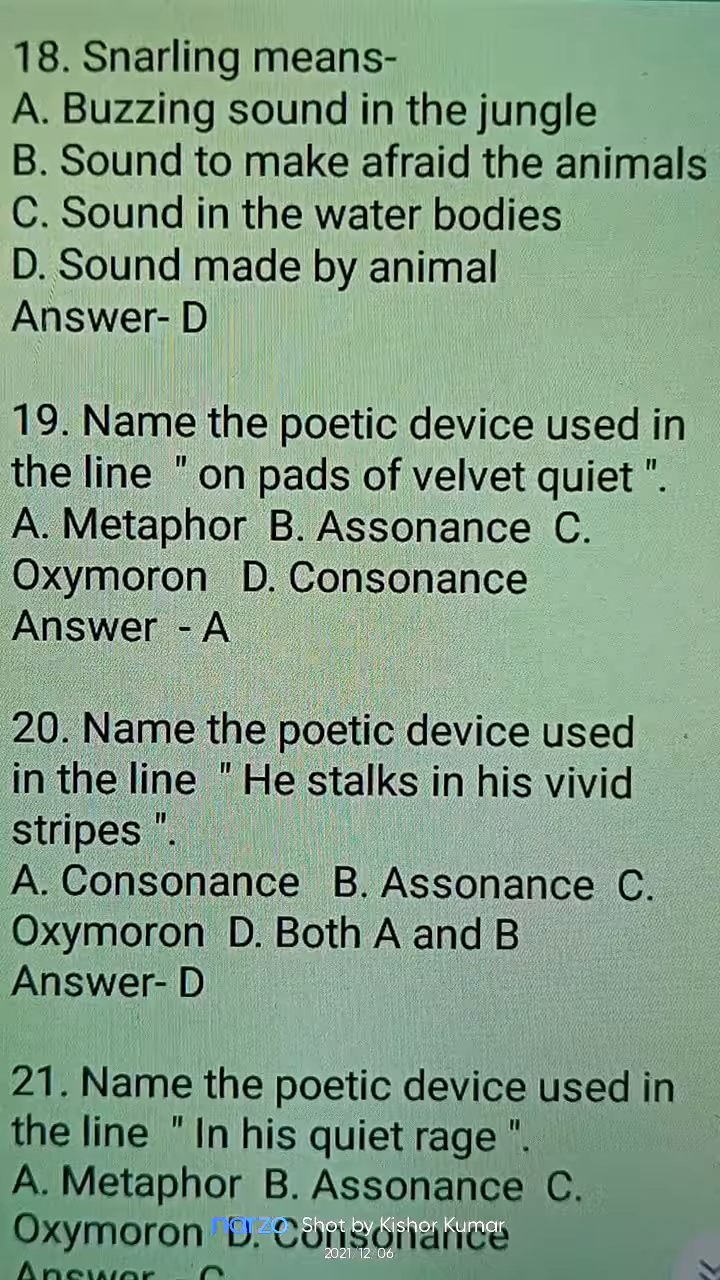 18. Snarling means-
A. Buzzing sound in the jungle
B. Sound to make afraid the animals
C. Sound in the water bodies
D. Sound made by animal
Answer- D
19. Name the poetic device used in
the line " on pads of velvet quiet ".
A. Metaphor B. Assonance C.
Oxymoron D. Consonance
Answer - A
20. Name the poetic device used
in the line " He stalks in his vivid
stripes ".
A. Consonance B. Assonance C.
Oxymoron D. Both A and B
Answer- D
21. Name the poetic device used in
the line " In his quiet rage ".
A. Metaphor B. Assonance C.
Oxymoron D. Consonance
narzo Shot by Kishor Kumar
2021.12.06
Answer - C